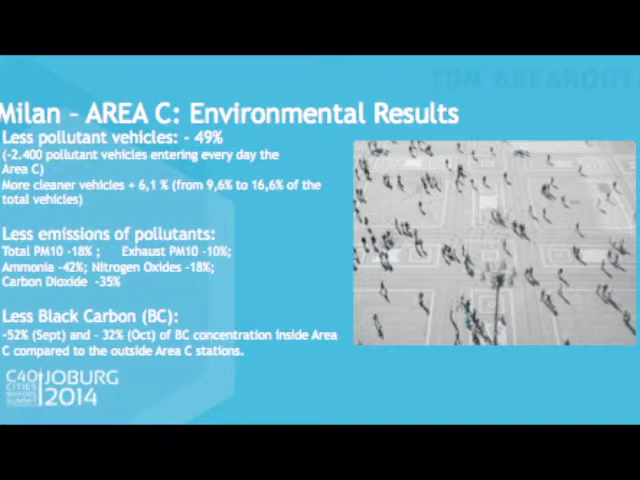 TDM BREAKOUT
Milan – AREA C: Environmental Results
Less pollutant vehicles: - 49%
(-2.400 pollutant vehicles entering every day the
Area C)
More cleaner vehicles + 6,1 % (from 9,6% to 16,6% of the
total vehicles)
Less emissions of pollutants:
Total PM10 -18% ; Exhaust PM10 -10%;
Ammonia -42%; Nitrogen Oxides -18%;
Carbon Dioxide -35%
Less Black Carbon (BC):
-52% (Sept) and - 32% (Oct) of BC concentration inside Area
C compared to the outside Area C stations.
C40 JOBURG
CITIES
SUMMIT 2014